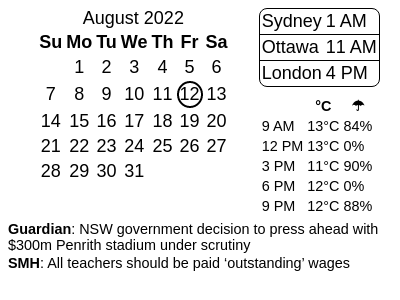 August 2022
Su Mo Tu We Th Fr Sa
1 2 3 4 5 6
7 8 9 10 11 12 13
14 15 16 17 18 19 20
21 22 23 24 25 26 27
28 29 30 31
Sydney 1 AM
Ottawa 11 AM
London 4 PM
°C ☂
9 AM 13°C 84%
12 PM 13°C 0%
3 PM 11°C 90%
6 PM 12°C 0%
9 PM 12°C 88%
Guardian: NSW government decision to press ahead with
$300m Penrith stadium under scrutiny
SMH: All teachers should be paid ‘outstanding’ wages